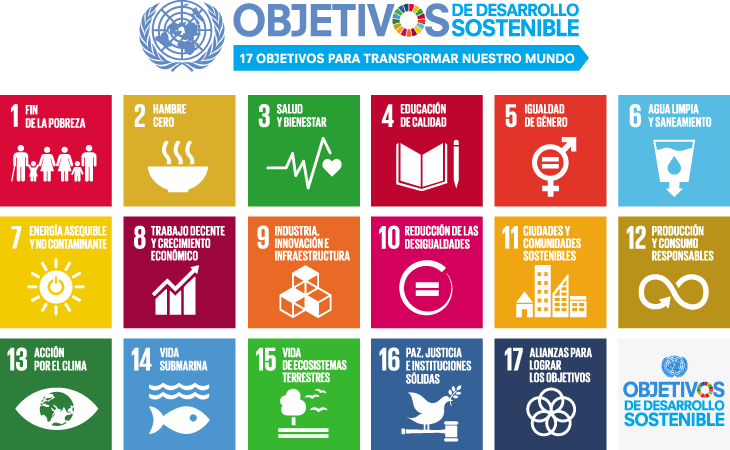 OBJETIVOS DE DESARROLLO
SOSTENIBLE
17 OBJETIVOS PARA TRANSFORMAR NUESTRO MUNDO
1 FIN
DE LA POBREZA
2 HAMBRE
CERO
3 SALUD
Y BIENESTAR
4 EDUCACIÓN
DE CALIDAD
5 IGUALDAD
DE GÉNERO
6 AGUA LIMPIA
Y SANEAMIENTO
7 ENERGÍA ASEQUIBLE
Y NO CONTAMINANTE
8 TRABAJO DECENTE
Y CRECIMIENTO
ECONÓMICO
9 INDUSTRIA,
INNOVACIÓN E
INFRAESTRUCTURA
10 REDUCCIÓN DE LAS
DESIGUALDADES
11 CIUDADES Y
COMUNIDADES
SOSTENIBLES
12 PRODUCCIÓN
Y CONSUMO
RESPONSABLES
13 ACCIÓN
POR EL CLIMA
14 VIDA
SUBMARINA
15 VIDA
DE ECOSISTEMAS
TERRESTRES
16 PAZ, JUSTICIA
E INSTITUCIONES
SÓLIDAS
17 ALIANZAS PARA
LOGRAR
LOS OBJETIVOS
OBJETIVOS
DE DESARROLLO
SOSTENIBLE